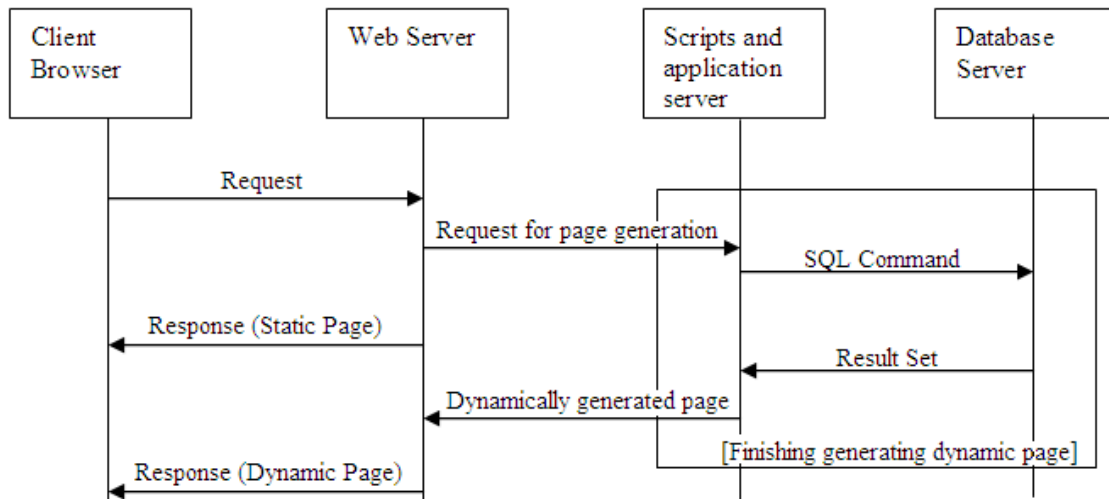 Client
Browser
Web Server
Scripts and
application
server
Database
Server
Request
Request for page generation
SQL Command
Response (Static Page)
Result Set
Dynamically generated page
[Finishing generating dynamic page]
Response (Dynamic Page)